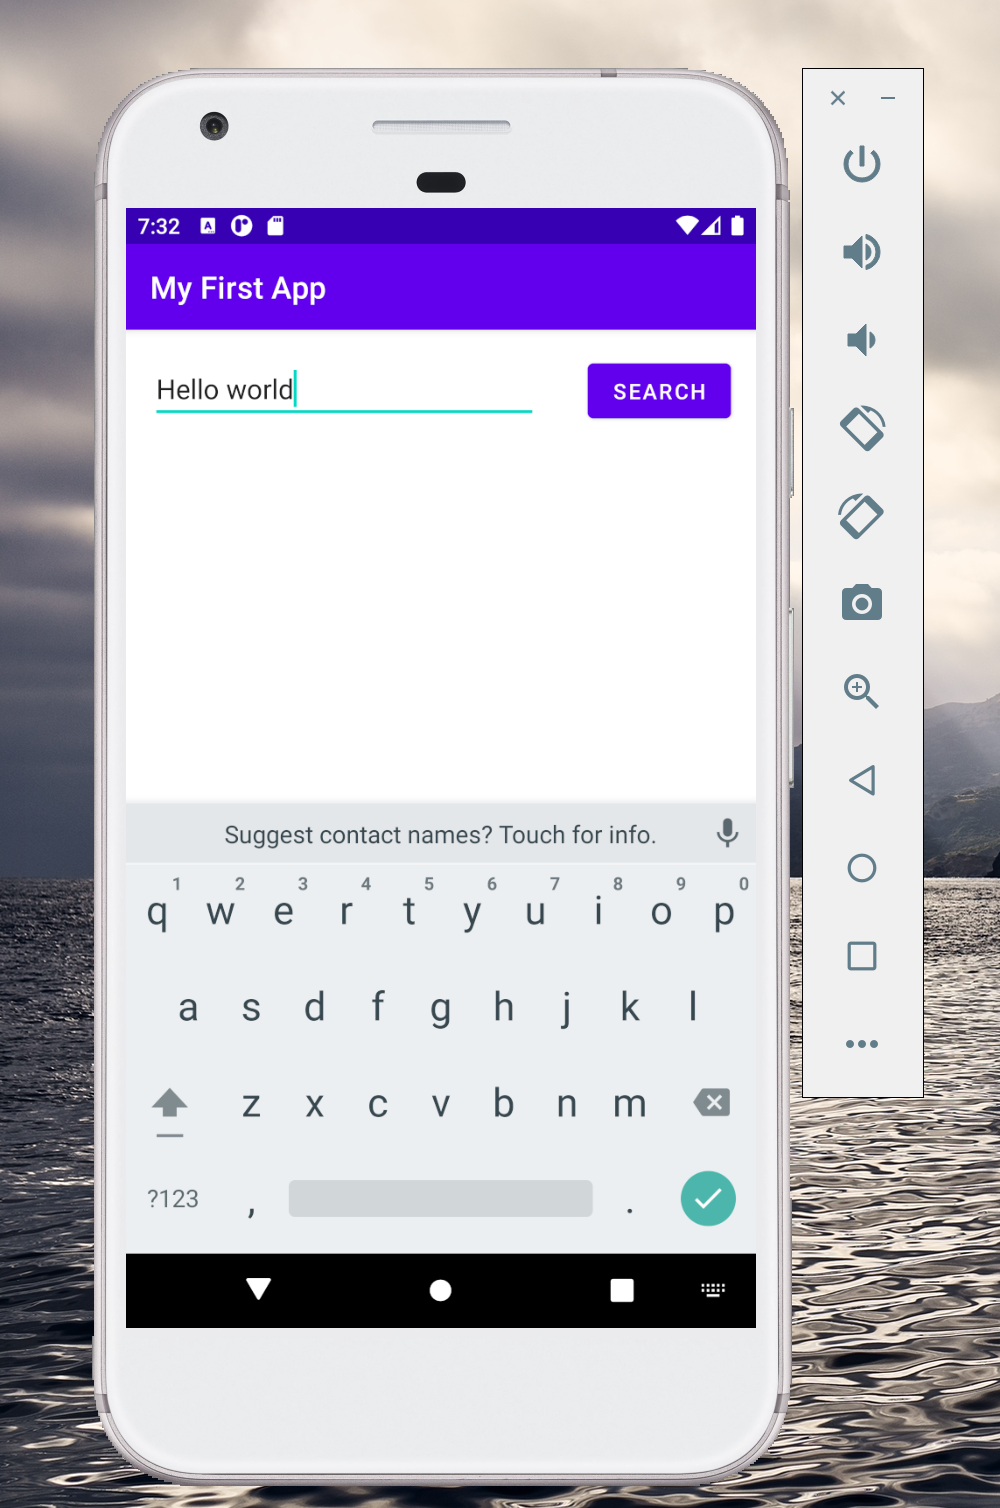 7:32
My First App
Hello world
SEARCH
Suggest contact names? Touch for info.
1 2 3 4 5 6 7 8 9 0
q w e r t y u i o p
a s d f g h j k l
z x c v b n m
?123 , .